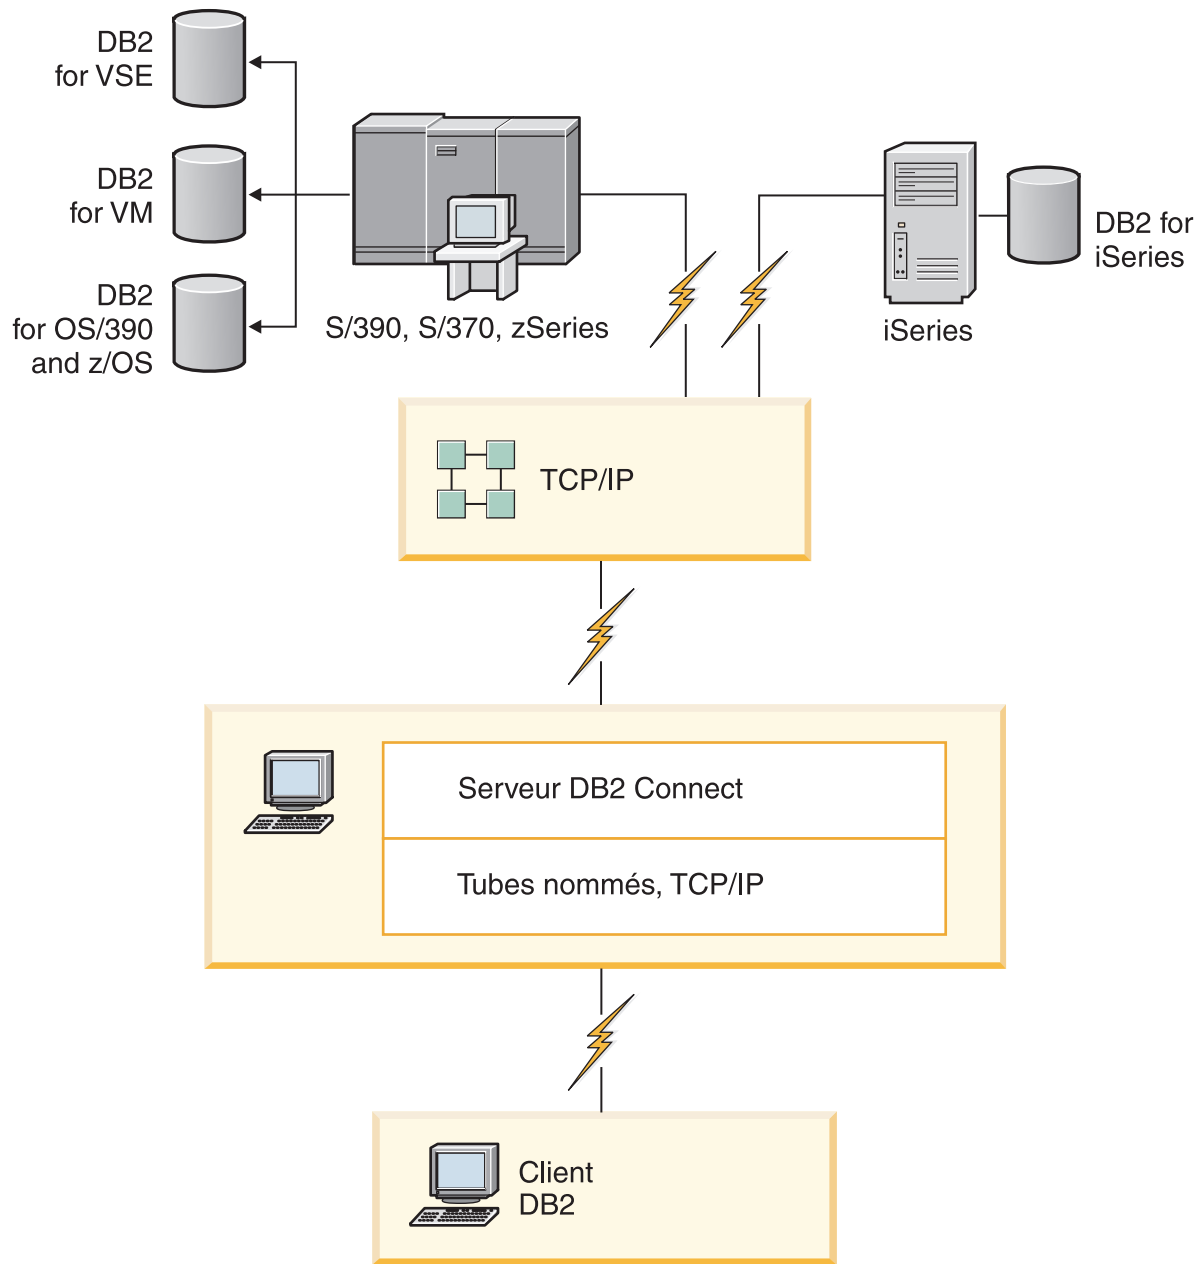 DB2
for VSE
DB2
for VM
DB2
for OS/390
and z/OS
S/390, S/370, zSeries
iSeries
DB2 for
iSeries
TCP/IP
Serveur DB2 Connect
Tubes nommés, TCP/IP
Client
DB2